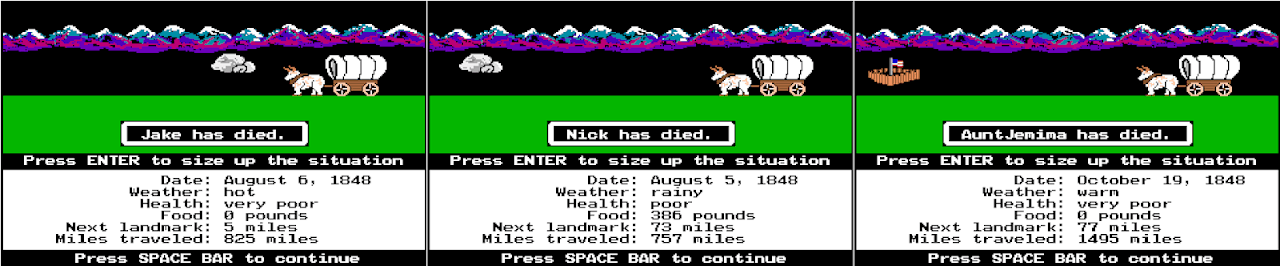 Jake has died.
Press ENTER to size up the situation
Date: August 6, 1848
Weather: hot
Health: very poor
Food: 0 pounds
Next landmark: 5 miles
Miles traveled: 825 miles
Press SPACE BAR to continue
Nick has died.
Press ENTER to size up the situation
Date: August 5, 1848
Weather: rainy
Health: poor
Food: 386 pounds
Next landmark: 73 miles
Miles traveled: 757 miles
Press SPACE BAR to continue
AuntJemima has died.
Press ENTER to size up the situation
Date: October 19, 1848
Weather: warm
Health: very poor
Food: 0 pounds
Next landmark: 77 miles
Miles traveled: 1495 miles
Press SPACE BAR to continue